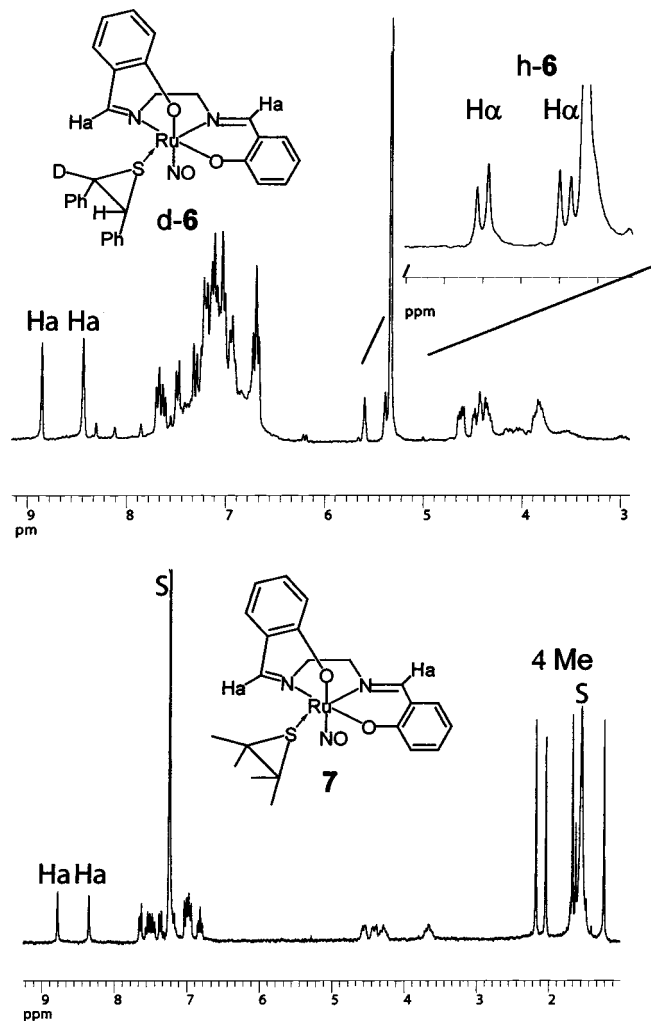 h-6
Hα Hα
Ha N O N Ha
Ru
D S NO O
Ph H
Ph
d-6
ppm
Ha Ha
9 8 7 6 5 4 3
pm
S
4 Me
S
Ha N O N Ha
Ru
S NO O
7
Ha Ha
9 8 7 6 5 4 3 2
ppm